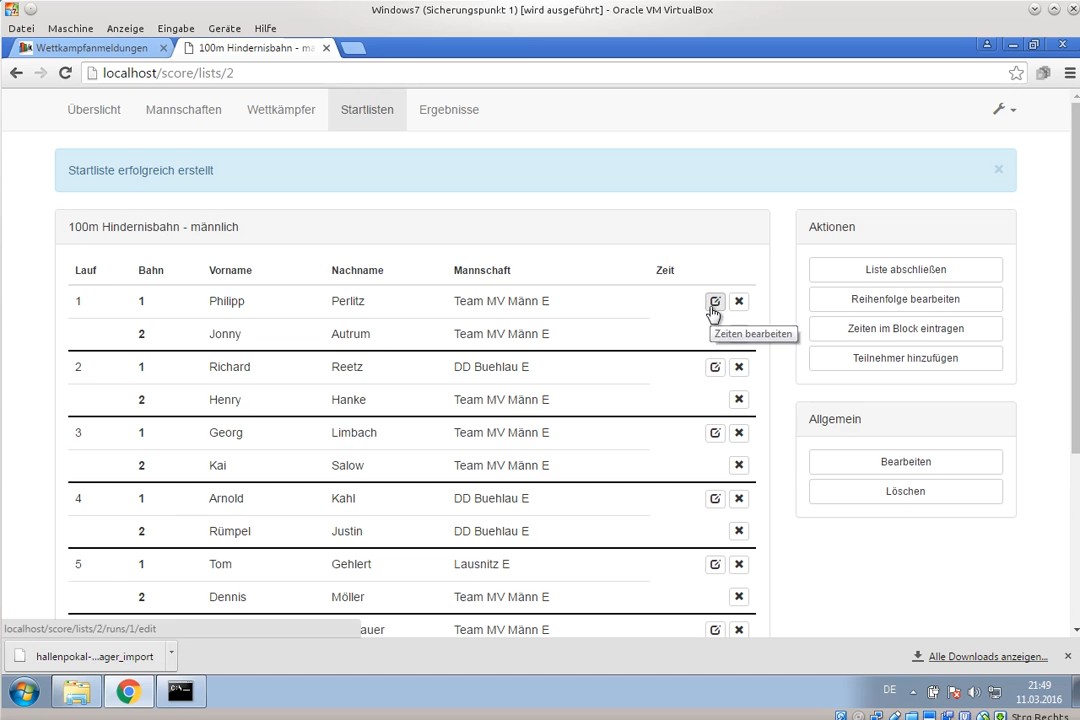 Windows7 (Sicherungspunkt 1) [wird ausgeführt] - Oracle VM VirtualBox
Datei Maschine Anzeige Eingabe Geräte Hilfe
Wettkampfanmeldungen 100m Hindernisbahn - mä
localhost/score/lists/2
Übersicht Mannschaften Wettkämpfer Startlisten Ergebnisse
Startliste erfolgreich erstellt ×
100m Hindernisbahn - männlich
Lauf Bahn Vorname Nachname Mannschaft Zeit
1 1 Philipp Perlitz Team MV Männ E
Zeiten bearbeiten
2 Jonny Autrum Team MV Männ E
2 1 Richard Reetz DD Buehlau E
2 Henry Hanke Team MV Männ E
3 1 Georg Limbach Team MV Männ E
2 Kai Salow Team MV Männ E
4 1 Arnold Kahl DD Buehlau E
2 Rümpel Justin DD Buehlau E
5 1 Tom Gehlert Lausnitz E
2 Dennis Möller Team MV Männ E
auer Team MV Männ E
Aktionen
Liste abschließen
Reihenfolge bearbeiten
Zeiten im Block eintragen
Teilnehmer hinzufügen
Allgemein
Bearbeiten
Löschen
localhost/score/lists/2/runs/1/edit
hallenpokal-...ager_import Alle Downloads anzeigen...
DE 21:49
11.03.2016
Strg Rechts